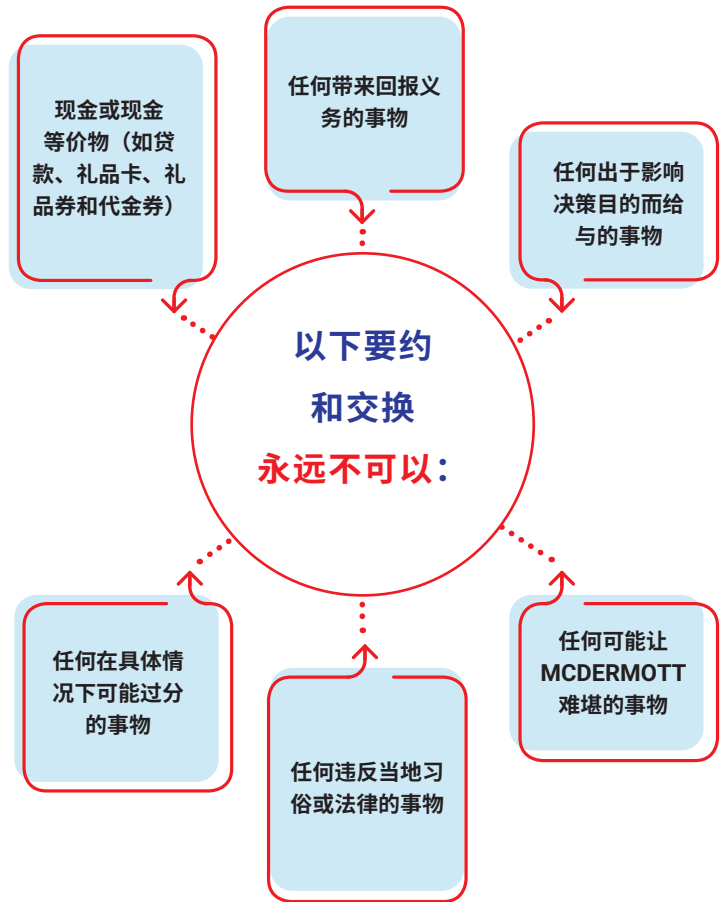 现金或现金
等价物（如贷
款、礼品卡、礼
品券和代金券）
任何带来回报义
务的事物
任何出于影响
决策目的而给
与的事物
以下要约
和交换
永远不可以：
任何在具体情
况下可能过分
的事物
任何违反当地习
俗或法律的事物
任何可能让
MCDERMOTT
难堪的事物